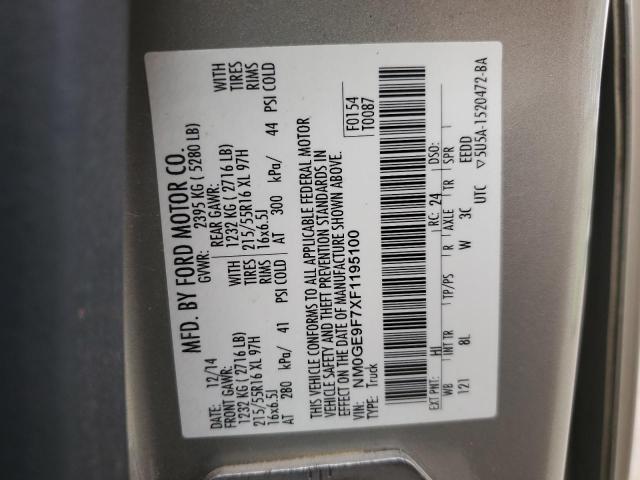 MFD. BY FORD MOTOR CO.
DATE: 12/14
GVWR: 2395 KG ( 5280 LB)
FRONT GAWR:
1232 KG ( 2716 LB)
WITH
215/55R16 XL 97H
TIRES
16x6.5J
RIMS
AT 280 kPa/ 41 PSI COLD
REAR GAWR:
1232 KG ( 2716 LB)
WITH
215/55R16 XL 97H
TIRES
16x6.5J
RIMS
AT 300 kPa/ 44 PSI COLD
THIS VEHICLE CONFORMS TO ALL APPLICABLE FEDERAL MOTOR
VEHICLE SAFETY AND THEFT PREVENTION STANDARDS IN
EFFECT ON THE DATE OF MANUFACTURE SHOWN ABOVE.
F0154
T0087
VIN: NM0GE9F7XF1195100
TYPE: Truck
EXT PNT: HI RC: 24 DSO:
WB INT TR TP/PS R AXLE TR SPR
121 8L W 3C EEDD
UTC ▽5U5A-1520472-BA